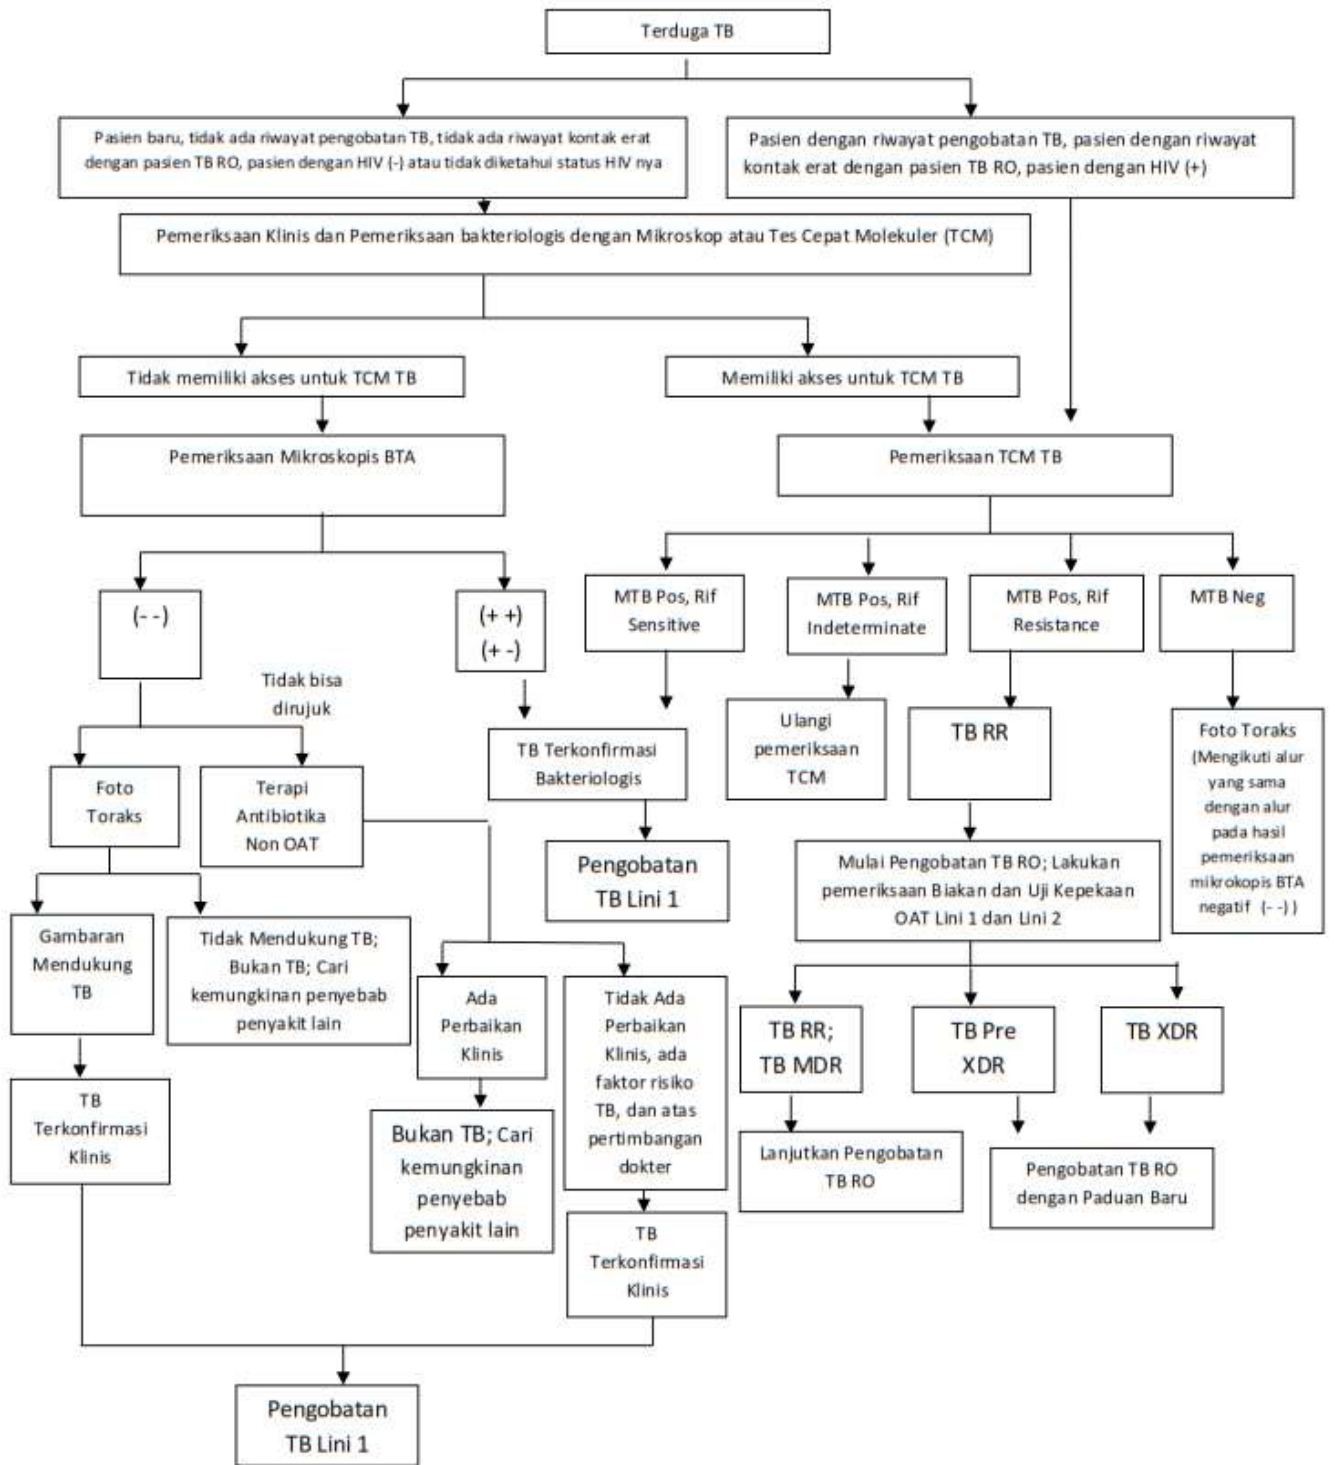 Terduga TB
Pasien baru, tidak ada riwayat pengobatan TB, tidak ada riwayat kontak erat
dengan pasien TB RO, pasien dengan HIV (-) atau tidak diketahui status HIV nya
Pasien dengan riwayat pengobatan TB, pasien dengan riwayat
kontak erat dengan pasien TB RO, pasien dengan HIV (+)
Pemeriksaan Klinis dan Pemeriksaan bakteriologis dengan Mikroskop atau Tes Cepat Molekuler (TCM)
Tidak memiliki akses untuk TCM TB
Memiliki akses untuk TCM TB
Pemeriksaan Mikroskopis BTA
Pemeriksaan TCM TB
(- -)
(+ +)
(+ -)
MTB Pos, Rif
Sensitive
MTB Pos, Rif
Indeterminate
MTB Pos, Rif
Resistance
MTB Neg
Tidak bisa
dirujuk
Foto
Toraks
Terapi
Antibiotika
Non OAT
TB Terkonfirmasi
Bakteriologis
Ulangi
pemeriksaan
TCM
TB RR
Foto Toraks
(Mengikuti alur
yang sama
dengan alur
pada hasil
pemeriksaan
mikrokopis BTA
negatif (- -) )
Pengobatan
TB Lini 1
Mulai Pengobatan TB RO; Lakukan
pemeriksaan Biakan dan Uji Kepekaan
OAT Lini 1 dan Lini 2
Gambaran
Mendukung
TB
Tidak Mendukung TB;
Bukan TB; Cari
kemungkinan penyebab
penyakit lain
Ada
Perbaikan
Klinis
Tidak Ada
Perbaikan
Klinis, ada
faktor risiko
TB, dan atas
pertimbangan
dokter
TB RR;
TB MDR
TB Pre
XDR
TB XDR
TB
Terkonfirmasi
Klinis
Bukan TB; Cari
kemungkinan
penyebab
penyakit lain
Lanjutkan Pengobatan
TB RO
Pengobatan TB RO
dengan Paduan Baru
TB
Terkonfirmasi
Klinis
Pengobatan
TB Lini 1